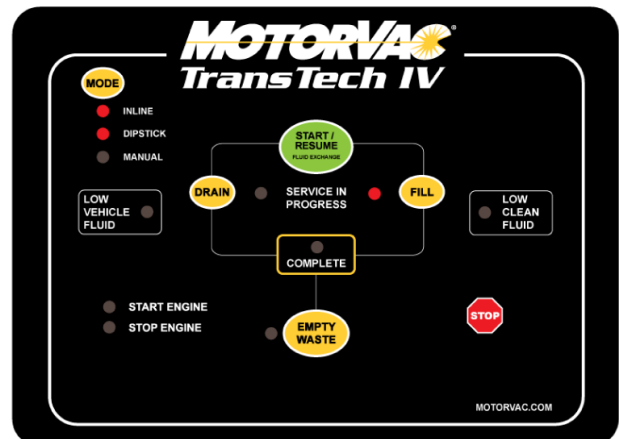 MOTORVAC®
TransTech IV
MODE
INLINE
DIPSTICK
MANUAL
START /
RESUME
FLUID EXCHANGE
LOW
VEHICLE
FLUID
DRAIN
SERVICE IN
PROGRESS
FILL
LOW
CLEAN
FLUID
COMPLETE
START ENGINE
STOP ENGINE
EMPTY
WASTE
STOP
MOTORVAC.COM